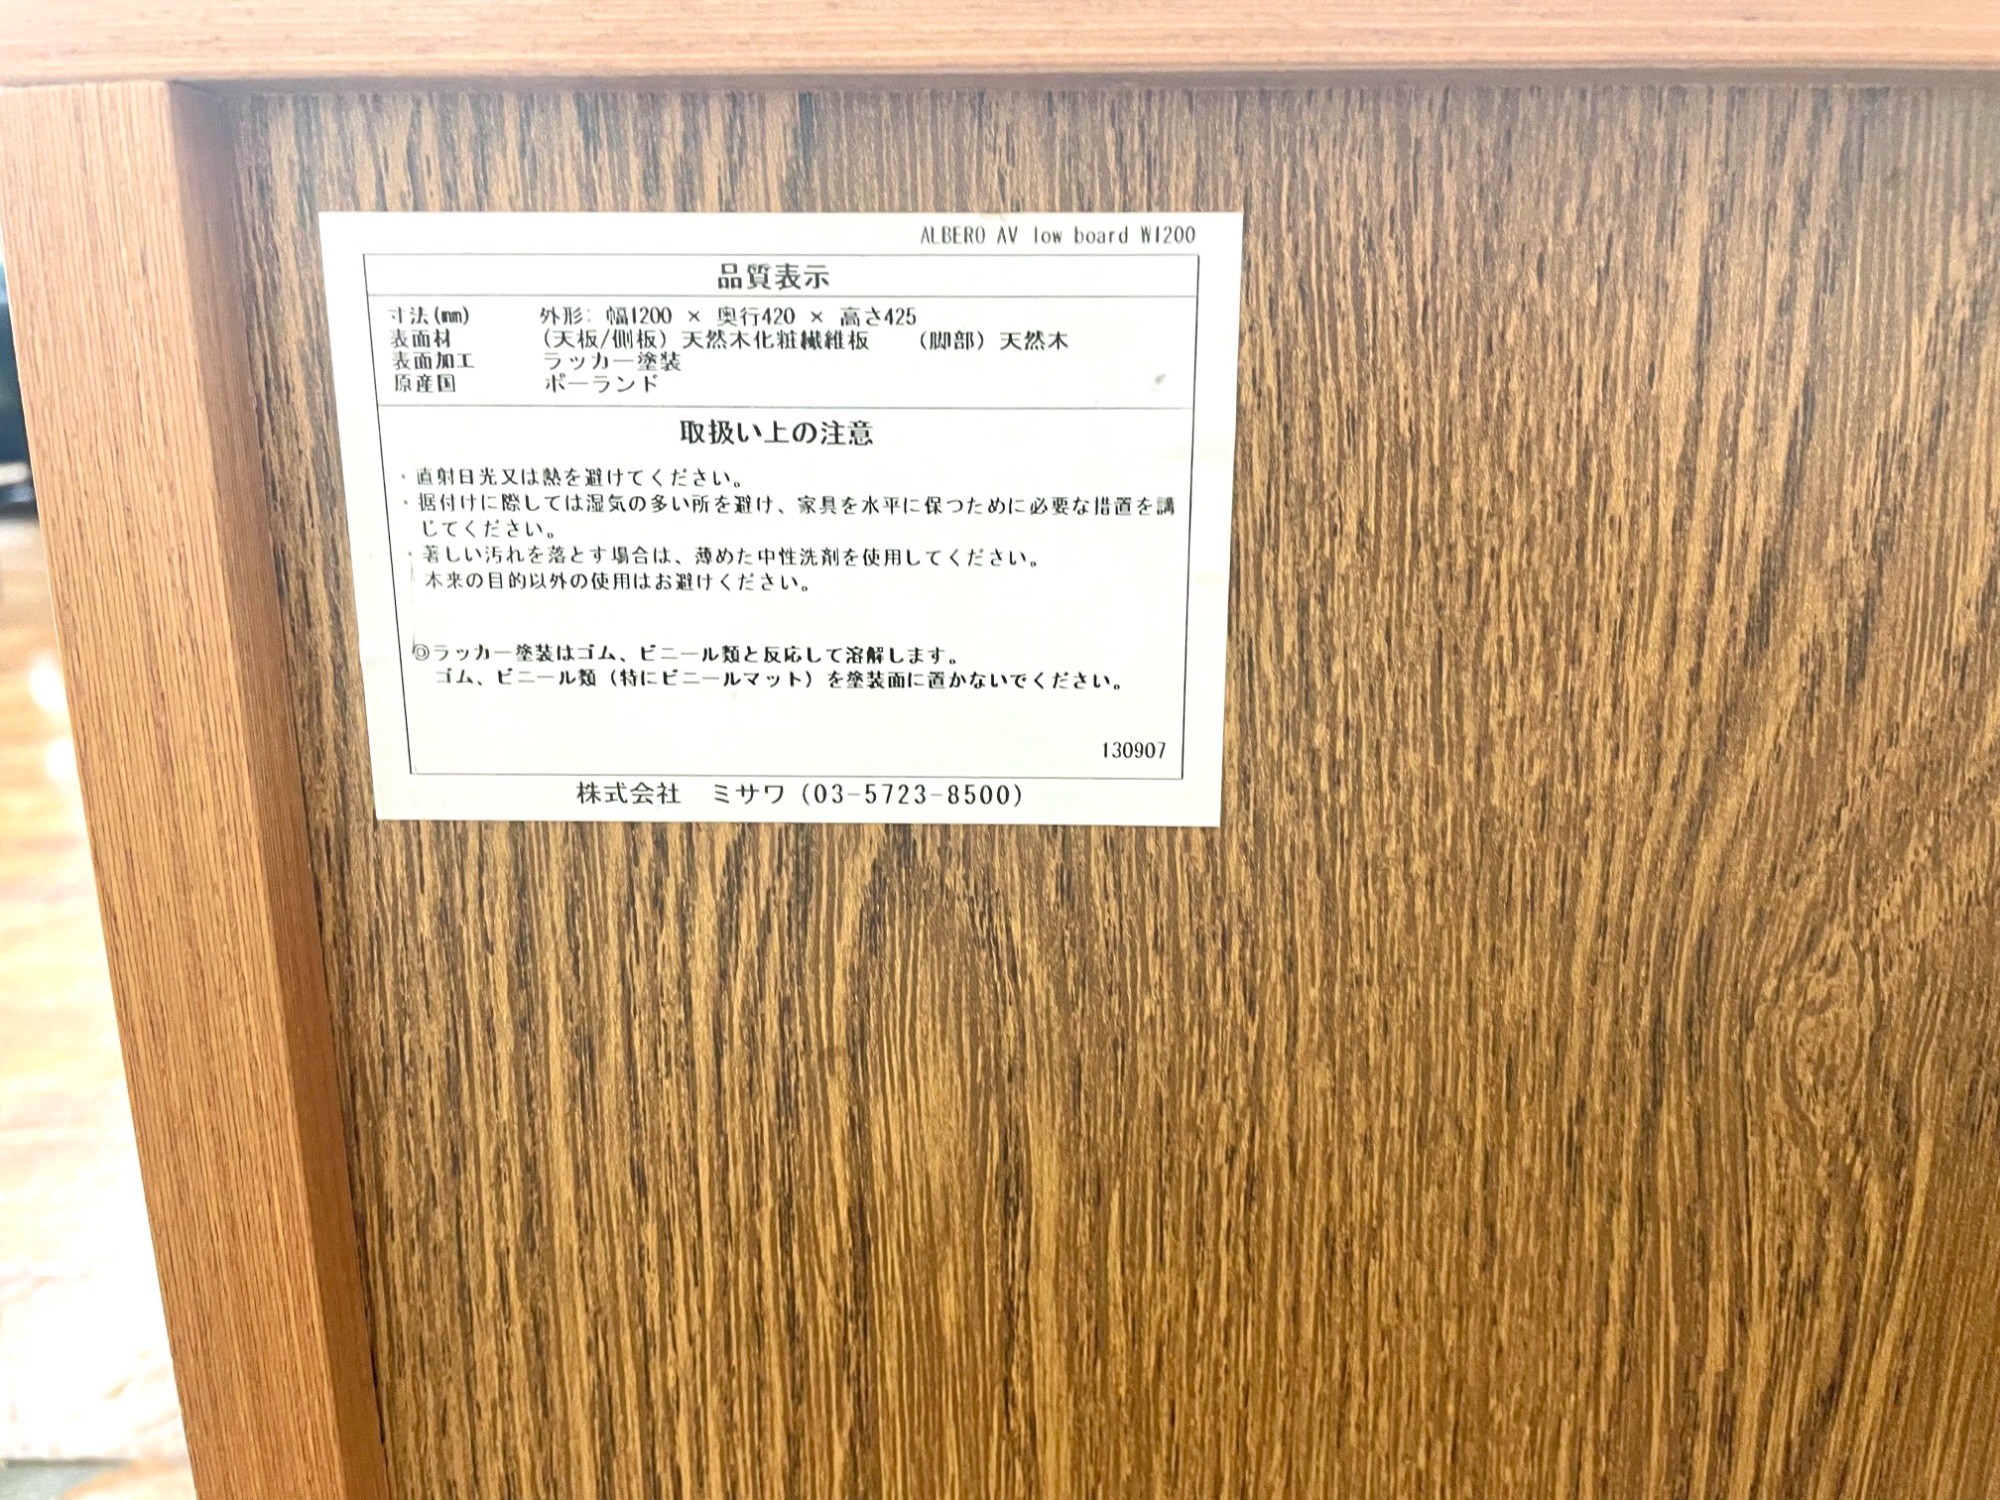 ALBERO AV low board W1200
品質表示
寸法(mm) 外形: 幅1200 × 奥行420 × 高さ425
表面材 (天板/側板) 天然木化粧繊維板 (脚部) 天然木
表面加工 ラッカー塗装
原産国 ポーランド
取扱い上の注意
・直射日光又は熱を避けてください。
・据付けに際しては湿気の多い所を避け、家具を水平に保つために必要な措置を講
じてください。
・著しい汚れを落とす場合は、薄めた中性洗剤を使用してください。
本来の目的以外の使用はお避けください。
◎ラッカー塗装はゴム、ビニール類と反応して溶解します。
ゴム、ビニール類（特にビニールマット）を塗装面に置かないでください。
130907
株式会社 ミサワ (03-5723-8500)